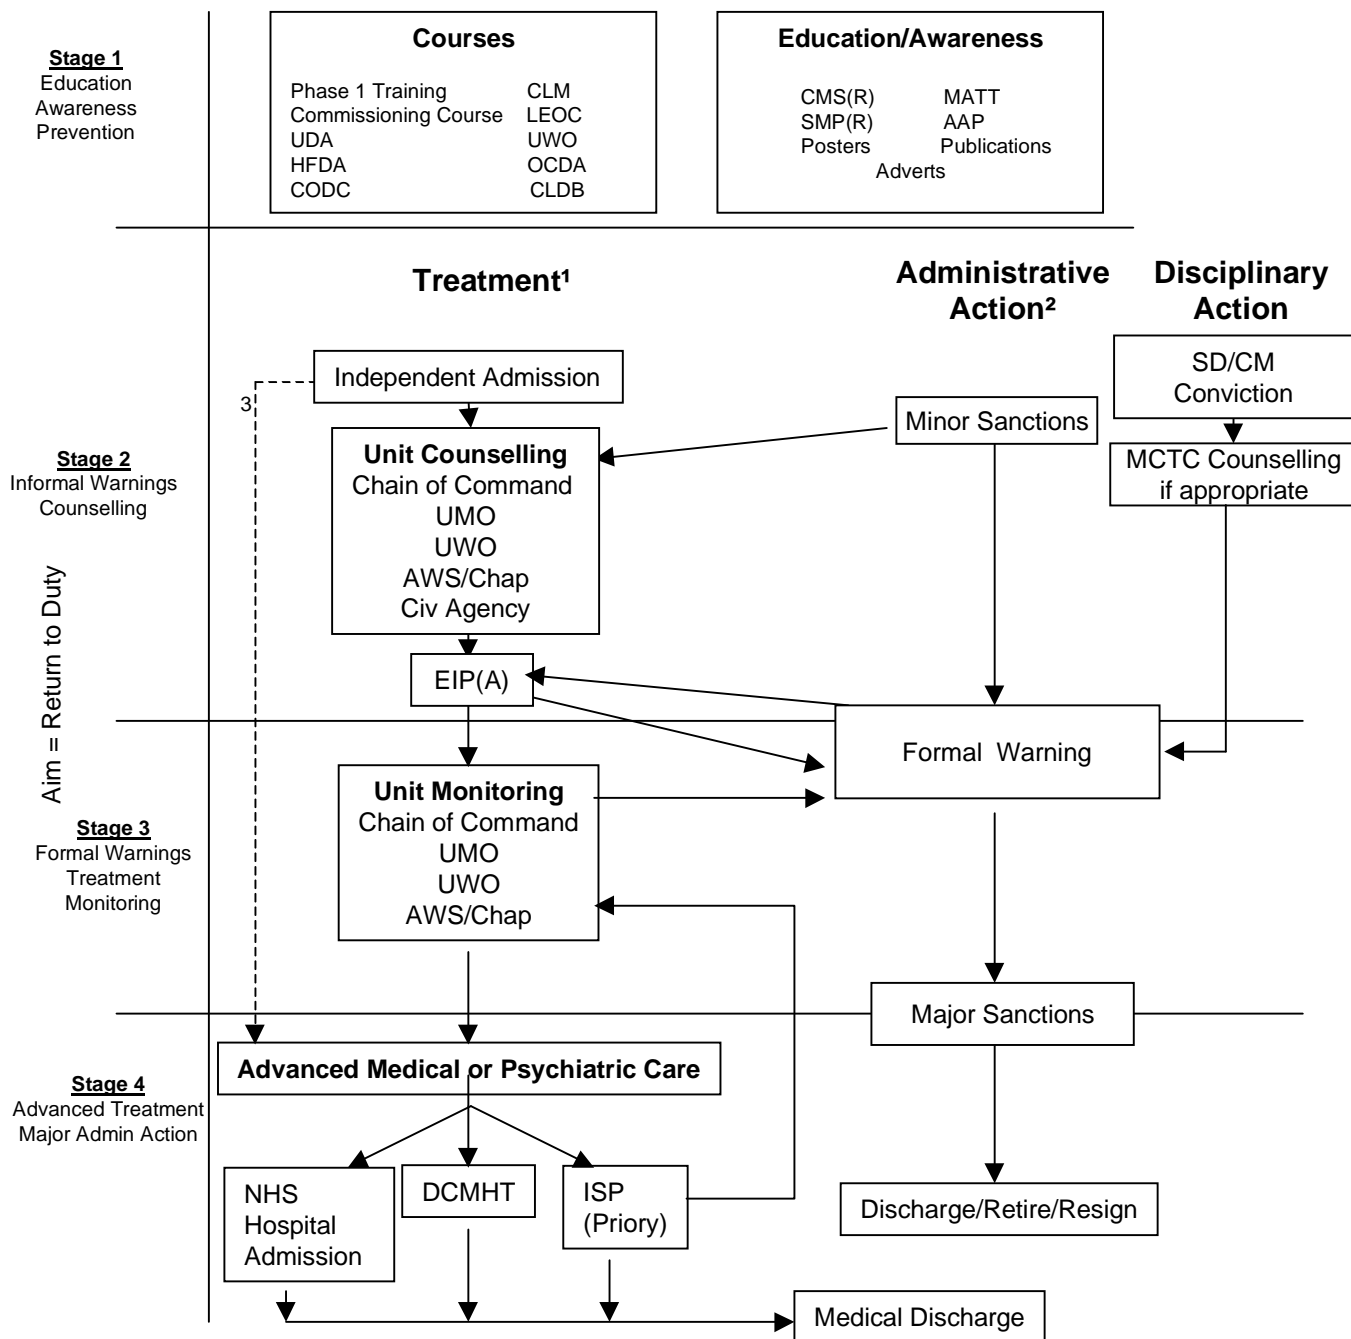 Stage 1
Education
Awareness
Prevention
Courses
Phase 1 Training CLM
Commissioning Course LEOC
UDA UWO
HFDA OCDA
CODC CLDB
Education/Awareness
CMS(R) MATT
SMP(R) AAP
Posters Publications
Adverts
Treatment¹
Administrative
Action²
Disciplinary
Action
Stage 2
Informal Warnings
Counselling
Independent Admission
3
Unit Counselling
Chain of Command
UMO
UWO
AWS/Chap
Civ Agency
EIP(A)
Minor Sanctions
SD/CM
Conviction
MCTC Counselling
if appropriate
Aim = Return to Duty
Stage 3
Formal Warnings
Treatment
Monitoring
Unit Monitoring
Chain of Command
UMO
UWO
AWS/Chap
Formal Warning
Major Sanctions
Stage 4
Advanced Treatment
Major Admin Action
Advanced Medical or Psychiatric Care
NHS
Hospital
Admission
DCMHT
ISP
(Priory)
Discharge/Retire/Resign
Medical Discharge